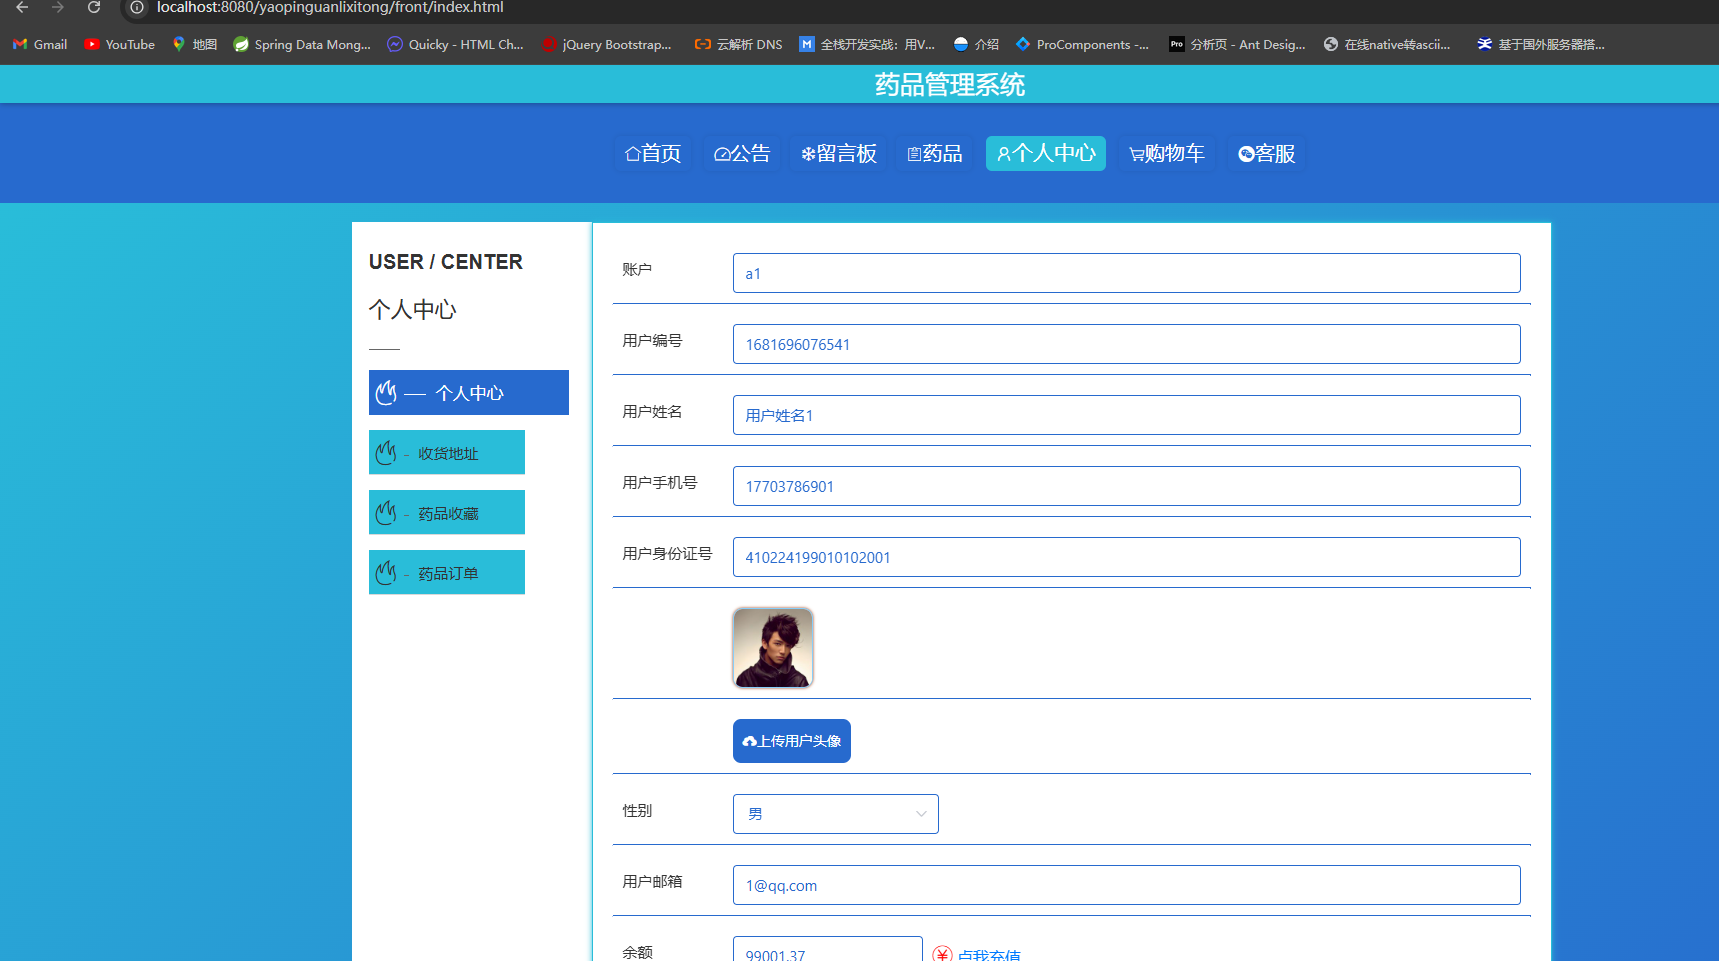 localhost:8080/yaopinguanlixitong/front/index.html
Gmail YouTube 地图 Spring Data Mong... Quicky - HTML Ch... jQuery Bootstrap... 云解析 DNS 全栈开发实战：用V... 介绍 ProComponents -... Pro 分析页 - Ant Desig... 在线native转ascii... 基于国外服务器搭...
药品管理系统
首页 公告 留言板 药品 个人中心 购物车 客服
USER / CENTER
个人中心
个人中心
- 收货地址
- 药品收藏
- 药品订单
账户 a1
用户编号 1681696076541
用户姓名 用户姓名1
用户手机号 17703786901
用户身份证号 410224199010102001
上传用户头像
性别 男
用户邮箱 1@qq.com
余额 99001.37 ¥ 点我充值